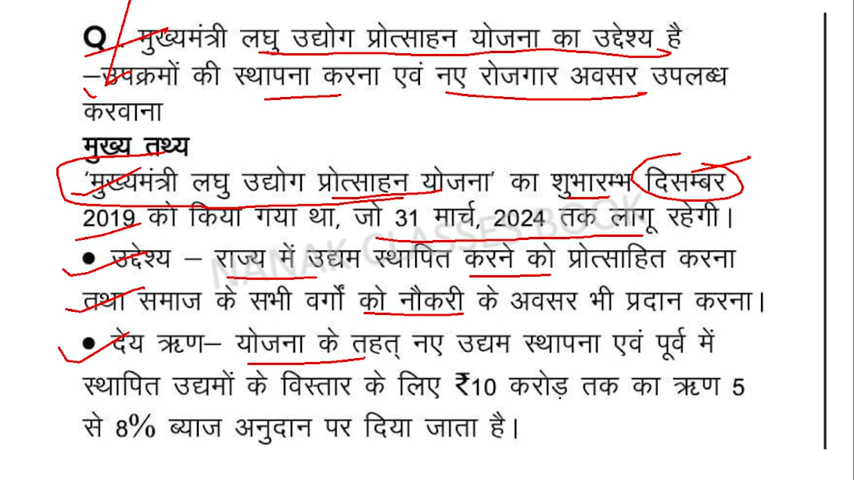 Q . मुख्यमंत्री लघु उद्योग प्रोत्साहन योजना का उद्देश्य है
–उपक्रमों की स्थापना करना एवं नए रोजगार अवसर उपलब्ध
करवाना
मुख्य तथ्य
'मुख्यमंत्री लघु उद्योग प्रोत्साहन योजना' का शुभारम्भ दिसम्बर
2019 को किया गया था, जो 31 मार्च, 2024 तक लागू रहेगी।
● उद्देश्य – राज्य में उद्यम स्थापित करने को प्रोत्साहित करना
तथा समाज के सभी वर्गों को नौकरी के अवसर भी प्रदान करना।
● देय ऋण– योजना के तहत् नए उद्यम स्थापना एवं पूर्व में
स्थापित उद्यमों के विस्तार के लिए ₹10 करोड़ तक का ऋण 5
से 8% ब्याज अनुदान पर दिया जाता है।
NANAK CLASSES BOOK